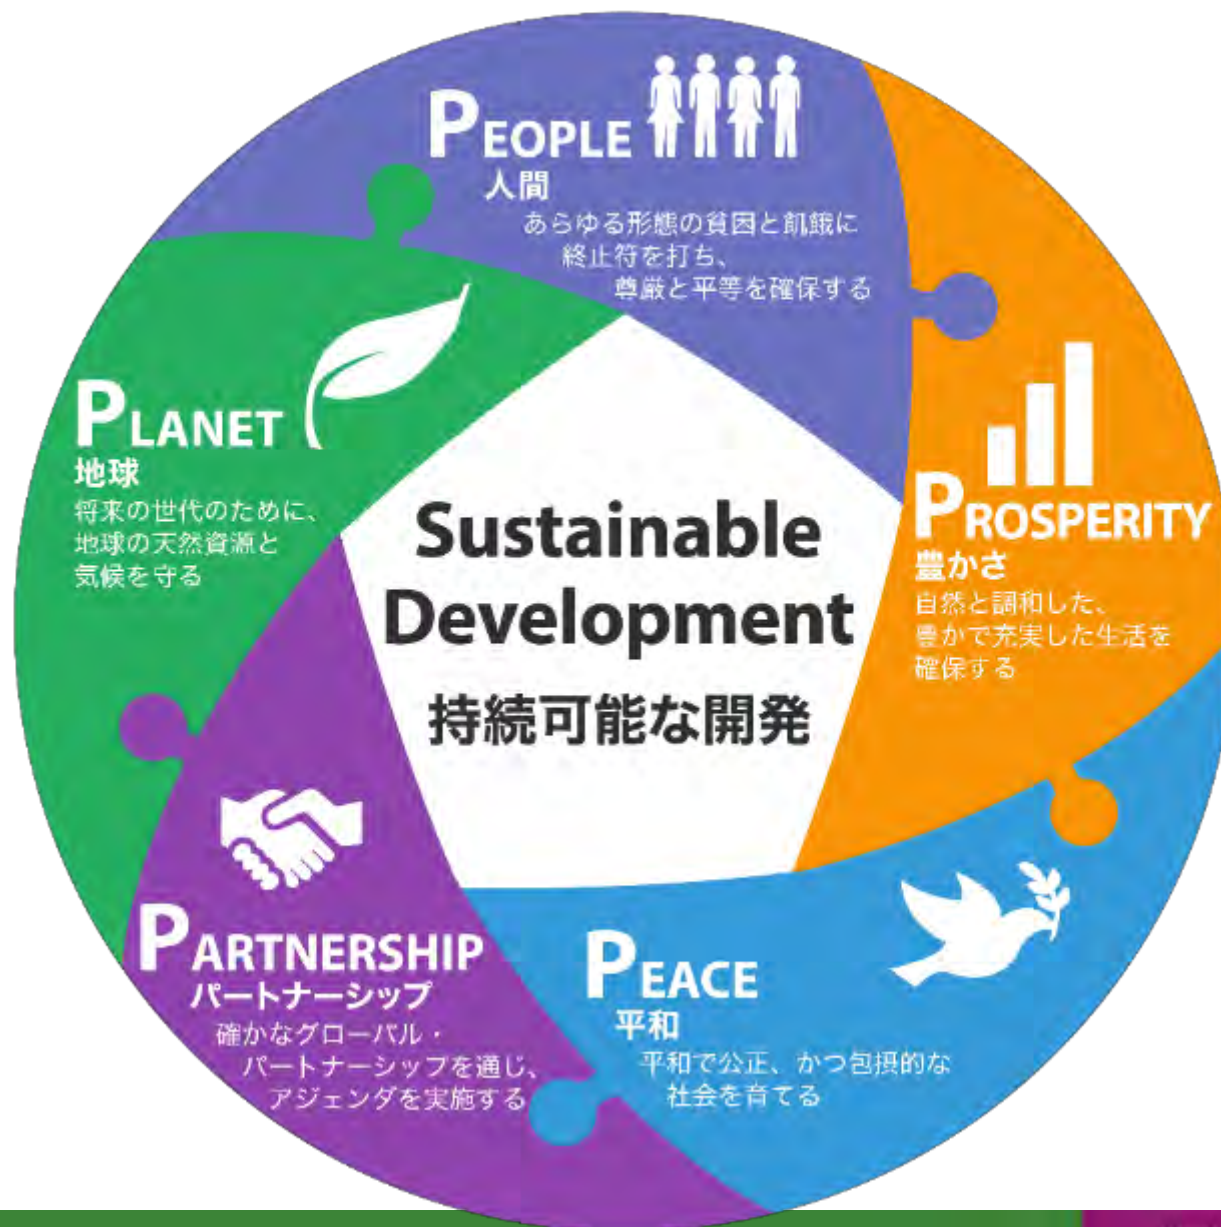 PEOPLE
人間
あらゆる形態の貧困と飢餓に
終止符を打ち、
尊厳と平等を確保する
PROSPERITY
豊かさ
自然と調和した、
豊かで充実した生活を
確保する
PEACE
平和
平和で公正、かつ包摂的な
社会を育てる
PARTNERSHIP
パートナーシップ
確かなグローバル・
パートナーシップを通じ、
アジェンダを実施する
PLANET
地球
将来の世代のために、
地球の天然資源と
気候を守る
Sustainable
Development
持続可能な開発